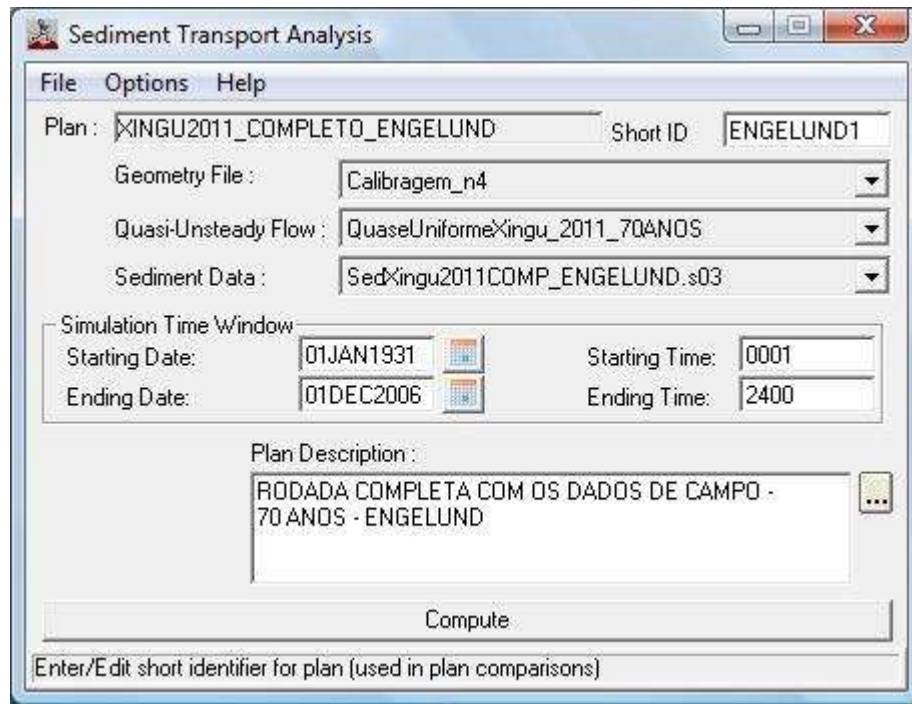 Sediment Transport Analysis
File Options Help
Plan : XINGU2011_COMPLETO_ENGELUND Short ID ENGELUND1
Geometry File : Calibragem_n4
Quasi-Unsteady Flow : QuaseUniformeXingu_2011_70ANOS
Sediment Data : SedXingu2011COMP_ENGELUND.s03
Simulation Time Window
Starting Date: 01JAN1931 Starting Time: 0001
Ending Date: 01DEC2006 Ending Time: 2400
Plan Description :
RODADA COMPLETA COM OS DADOS DE CAMPO -
70 ANOS - ENGELUND
...
Compute
Enter/Edit short identifier for plan (used in plan comparisons)